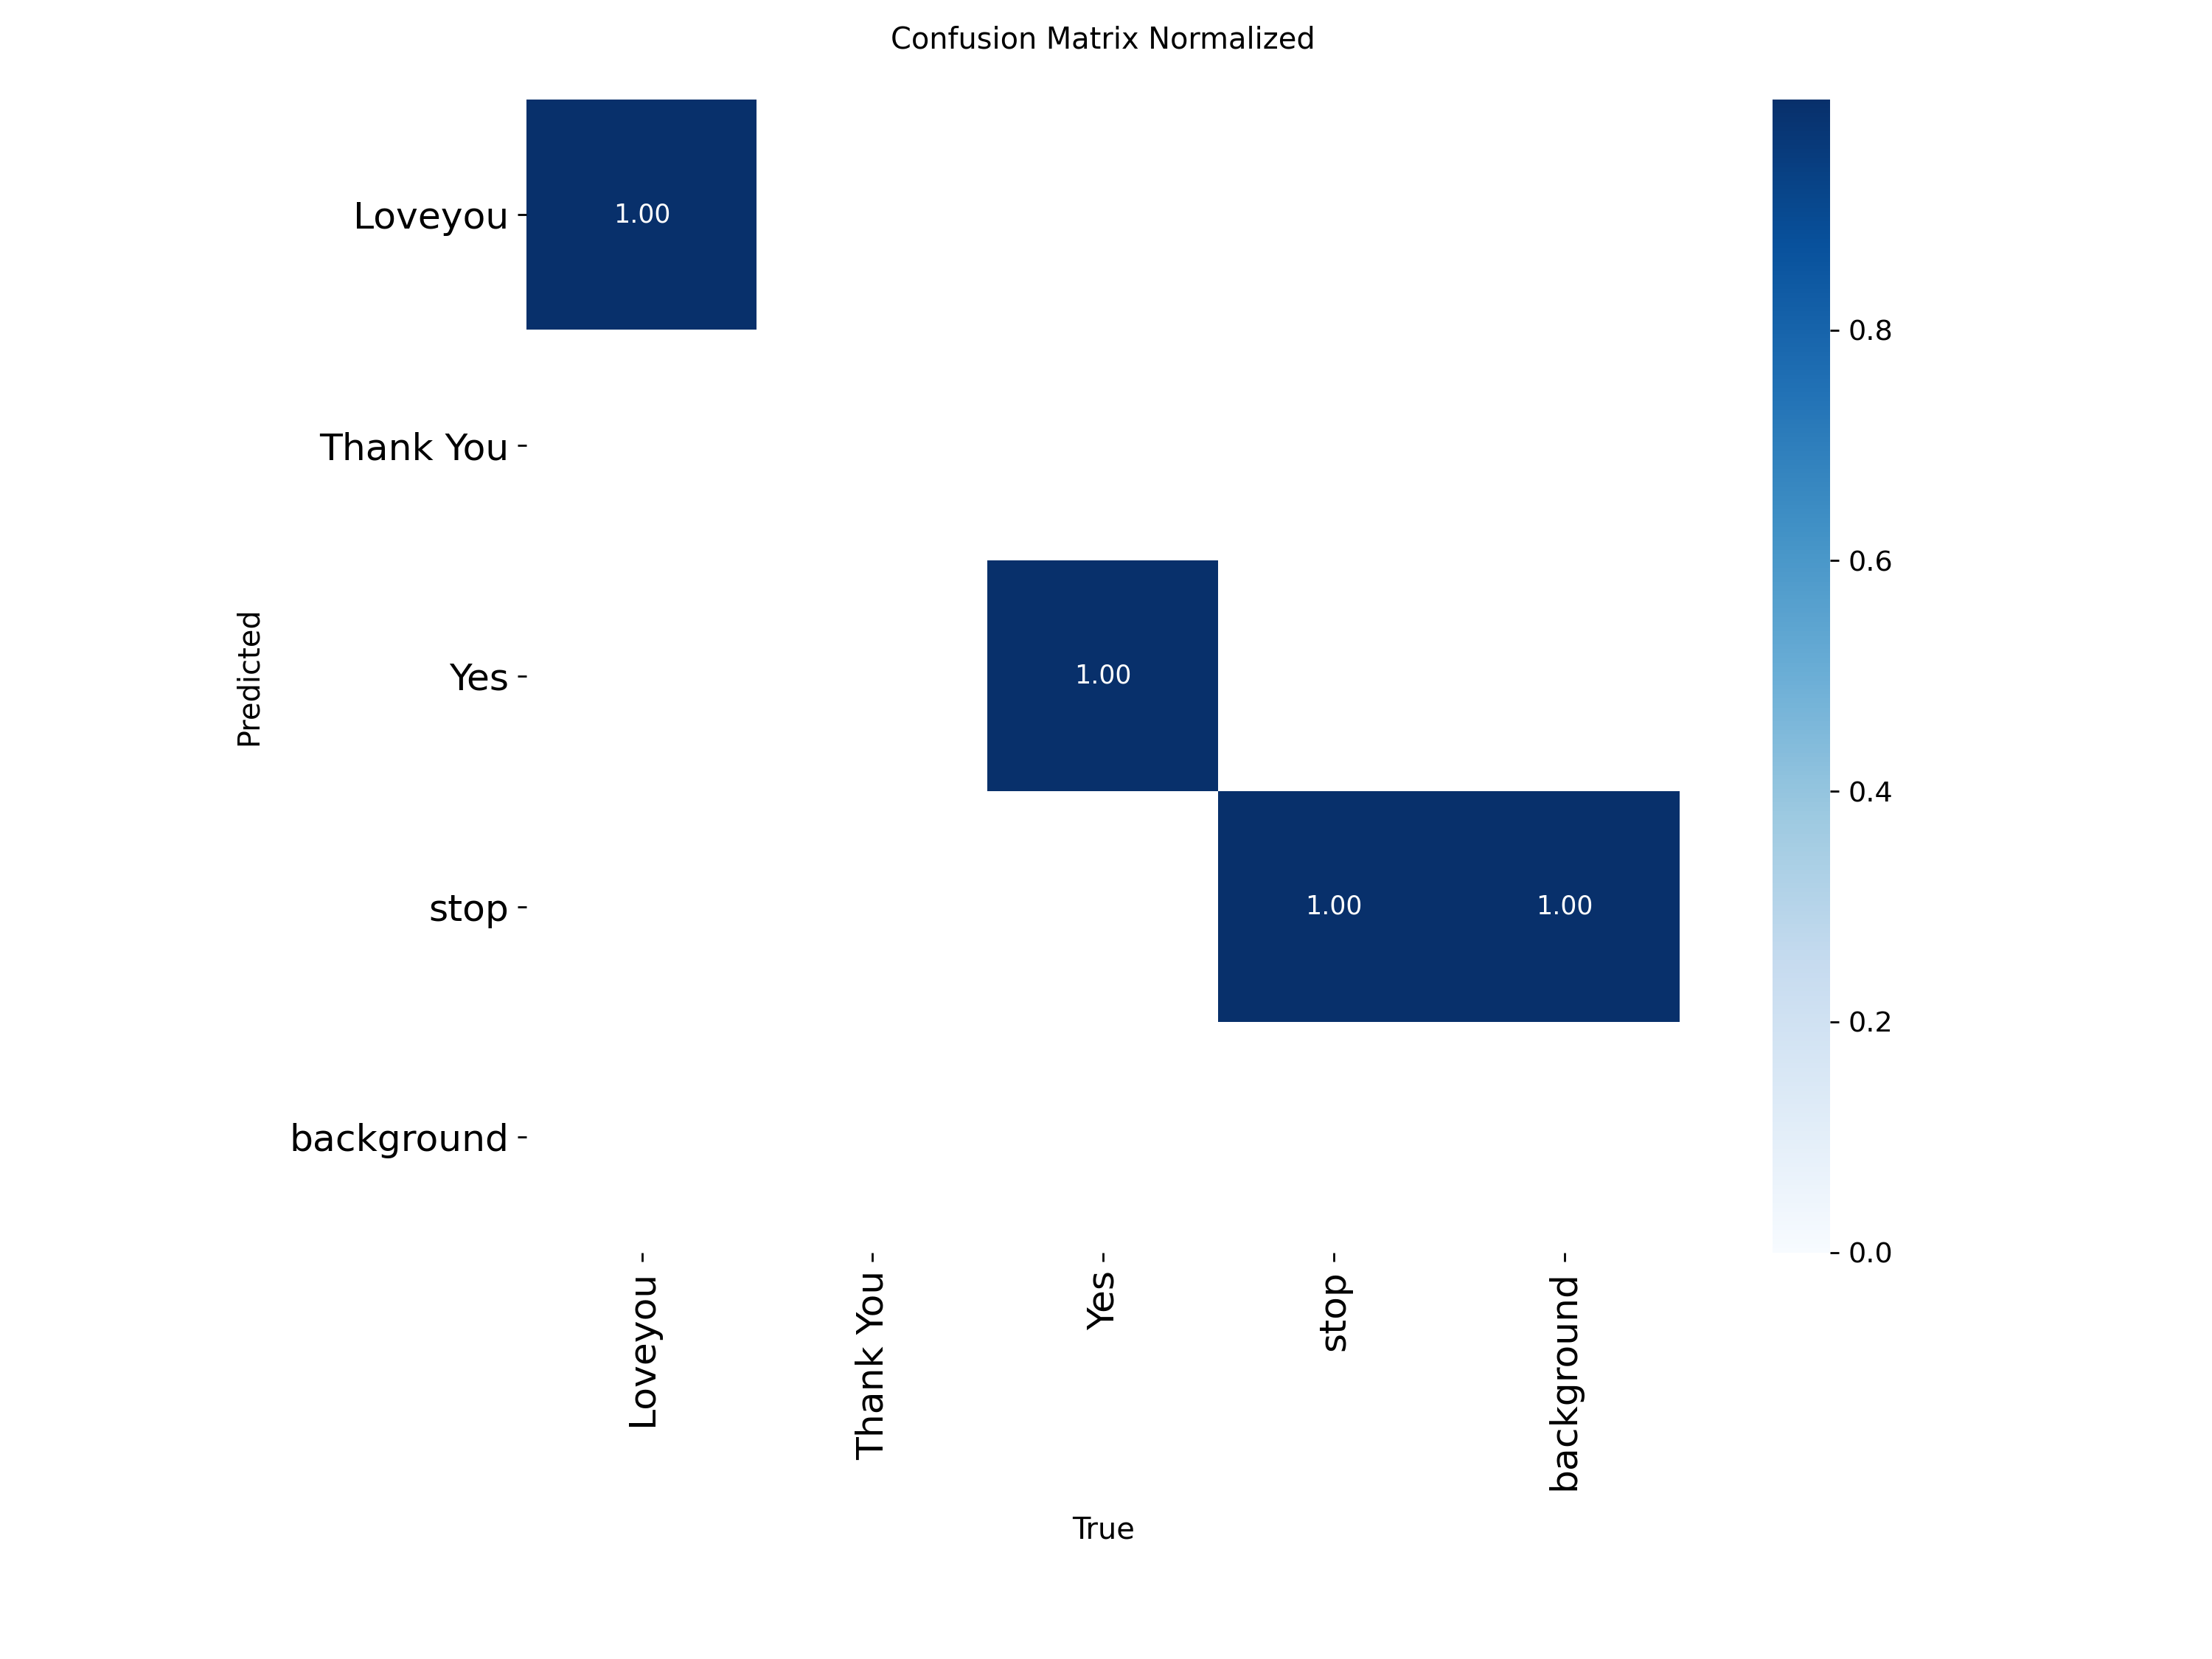 Confusion Matrix Normalized
Loveyou
1.00
Thank You
Yes
1.00
stop
1.00 1.00
background
Predicted
Loveyou
Thank You
Yes
stop
background
True
0.8
0.6
0.4
0.2
0.0